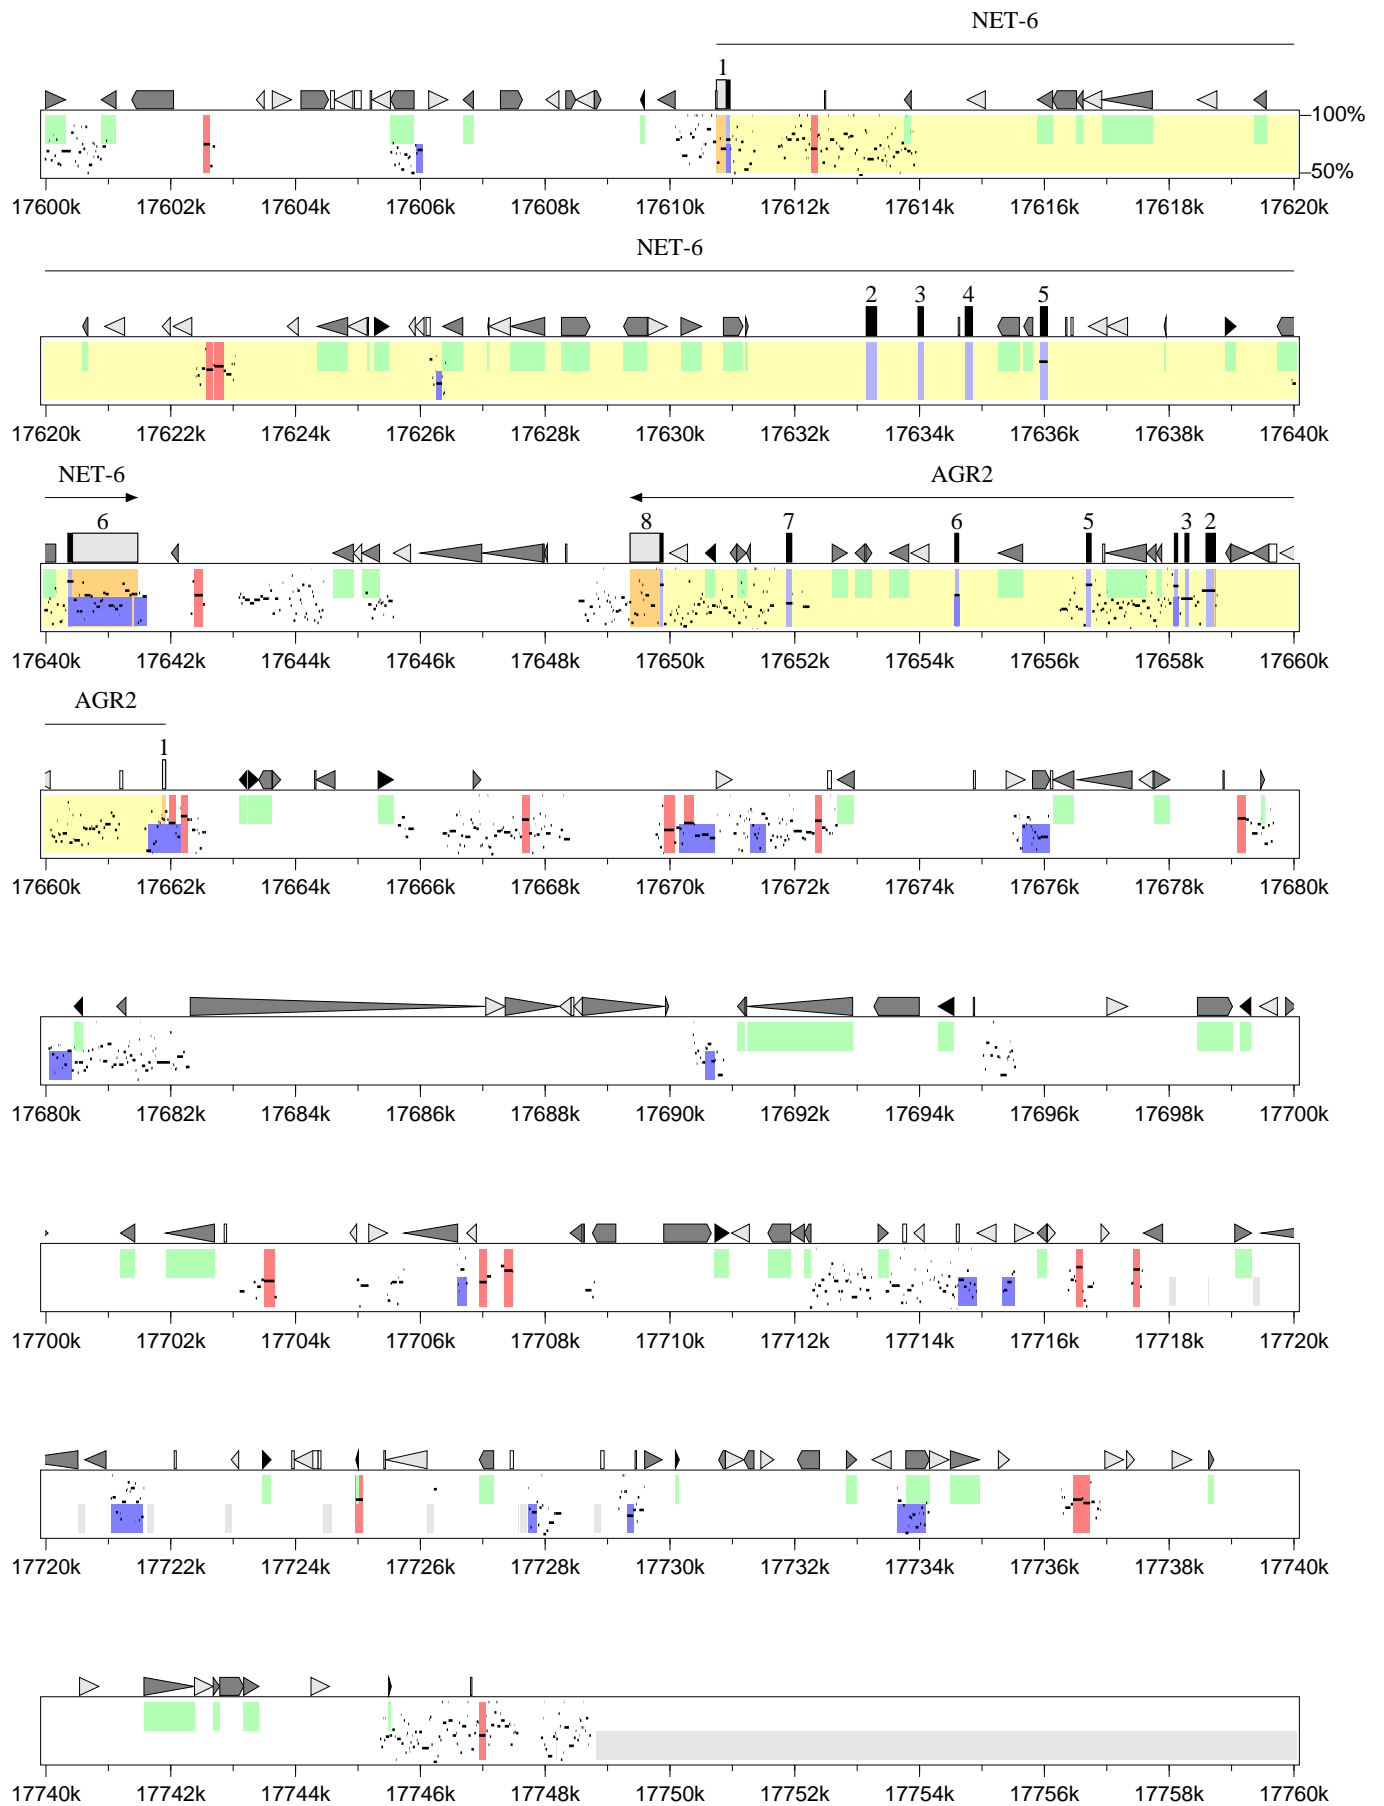 NET-6
1
100%
50%
17600k 17602k 17604k 17606k 17608k 17610k 17612k 17614k 17616k 17618k 17620k
NET-6
2 3 4 5
17620k 17622k 17624k 17626k 17628k 17630k 17632k 17634k 17636k 17638k 17640k
NET-6 AGR2
6 8 7 6 5 3 2
17640k 17642k 17644k 17646k 17648k 17650k 17652k 17654k 17656k 17658k 17660k
AGR2
1
17660k 17662k 17664k 17666k 17668k 17670k 17672k 17674k 17676k 17678k 17680k
17680k 17682k 17684k 17686k 17688k 17690k 17692k 17694k 17696k 17698k 17700k
17700k 17702k 17704k 17706k 17708k 17710k 17712k 17714k 17716k 17718k 17720k
17720k 17722k 17724k 17726k 17728k 17730k 17732k 17734k 17736k 17738k 17740k
17740k 17742k 17744k 17746k 17748k 17750k 17752k 17754k 17756k 17758k 17760k